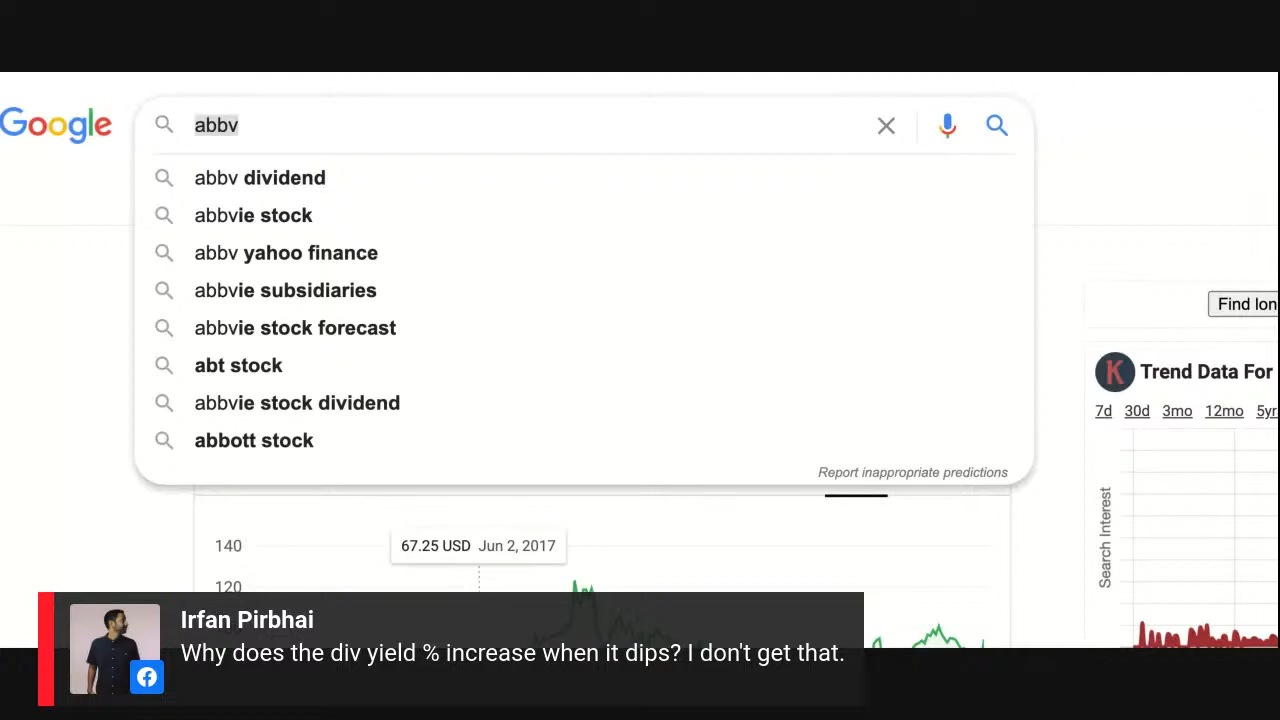 Google
abbv
abbv dividend
abbvie stock
abbv yahoo finance
abbvie subsidiaries
abbvie stock forecast
abt stock
abbvie stock dividend
abbott stock
Report inappropriate predictions
Find lon
K Trend Data For
7d 30d 3mo 12mo 5yr
Search Interest
140
67.25 USD Jun 2, 2017
120
Irfan Pirbhai
Why does the div yield % increase when it dips? I don't get that.